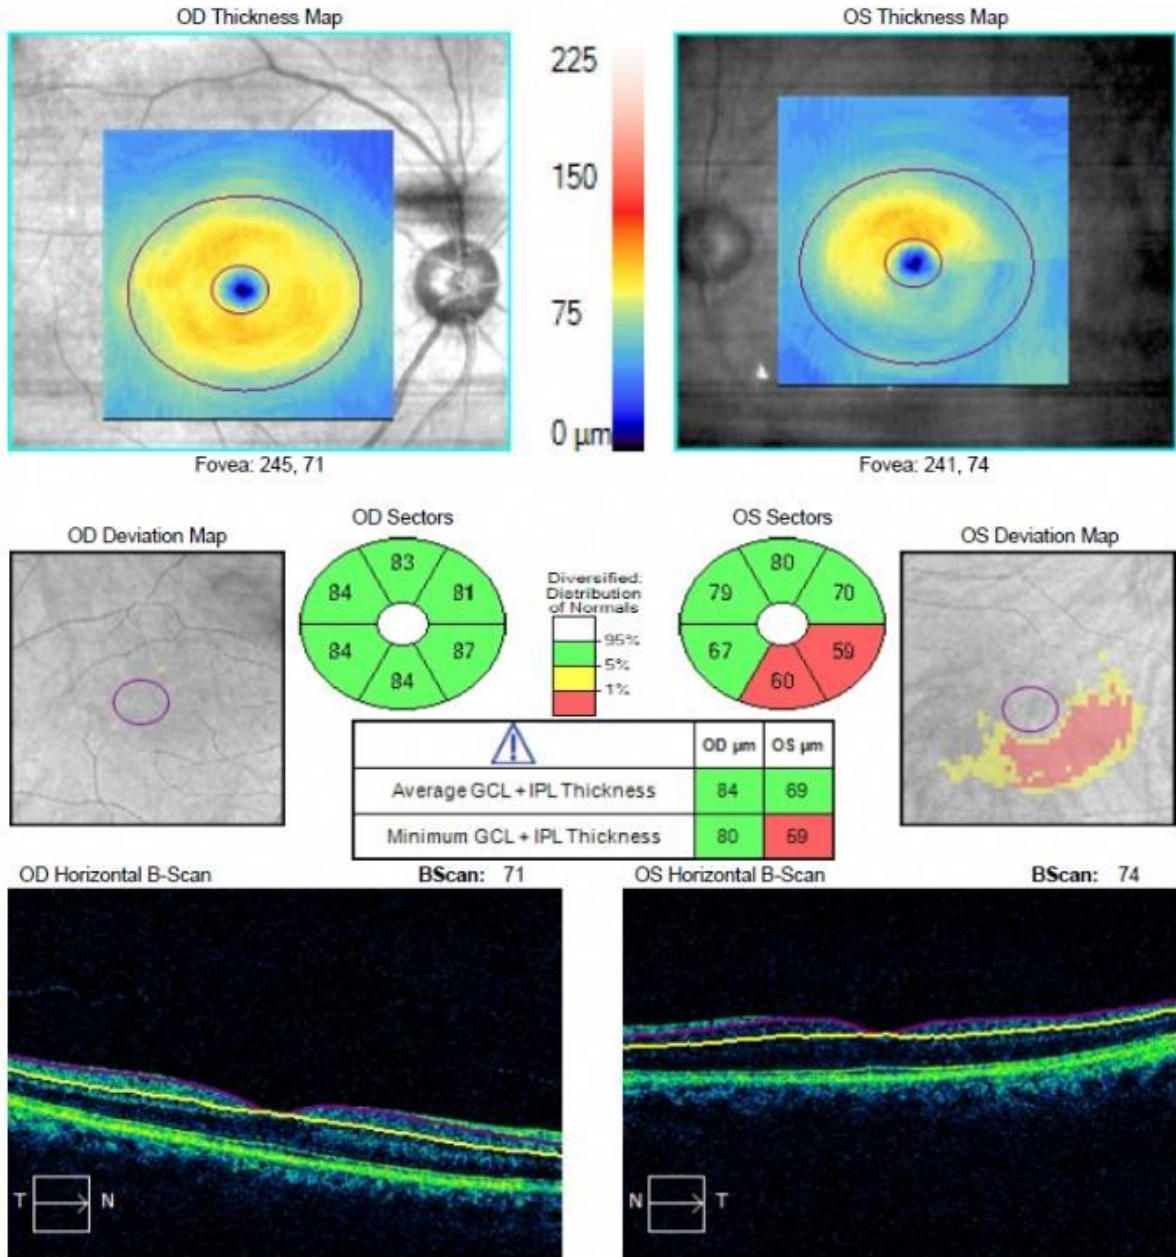 OD Thickness Map
OS Thickness Map
225
150
75
0 µm
Fovea: 245, 71
Fovea: 241, 74
OD Deviation Map
OD Sectors
OS Sectors
OS Deviation Map
83
84
81
84
87
84
Diversified:
Distribution
of Normals
95%
5%
1%
80
79
70
67
59
60
OD µm OS µm
Average GCL + IPL Thickness 84 69
Minimum GCL + IPL Thickness 80 59
OD Horizontal B-Scan BScan: 71
OS Horizontal B-Scan BScan: 74
T N
N T